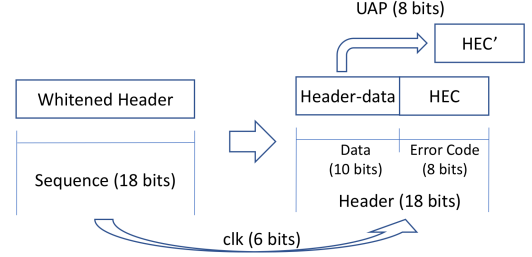 UAP (8 bits)
HEC’
Whitened Header
Header-data
HEC
Data
(10 bits)
Error Code
(8 bits)
Sequence (18 bits)
Header (18 bits)
clk (6 bits)